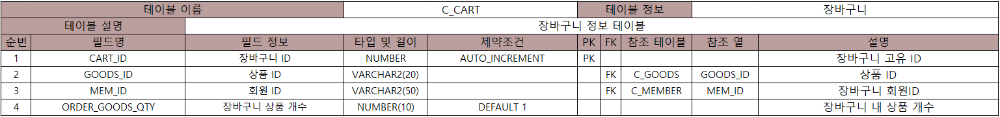 테이블 이름 C_CART 테이블 정보 장바구니
테이블 설명 장바구니 정보 테이블
순번 필드명 필드 정보 타입 및 길이 제약조건 PK FK 참조 테이블 참조 열 설명
1 CART_ID 장바구니 ID NUMBER AUTO_INCREMENT PK 장바구니 고유 ID
2 GOODS_ID 상품 ID VARCHAR2(20) FK C_GOODS GOODS_ID 상품 ID
3 MEM_ID 회원 ID VARCHAR2(50) FK C_MEMBER MEM_ID 장바구니 회원ID
4 ORDER_GOODS_QTY 장바구니 상품 개수 NUMBER(10) DEFAULT 1 장바구니 내 상품 개수